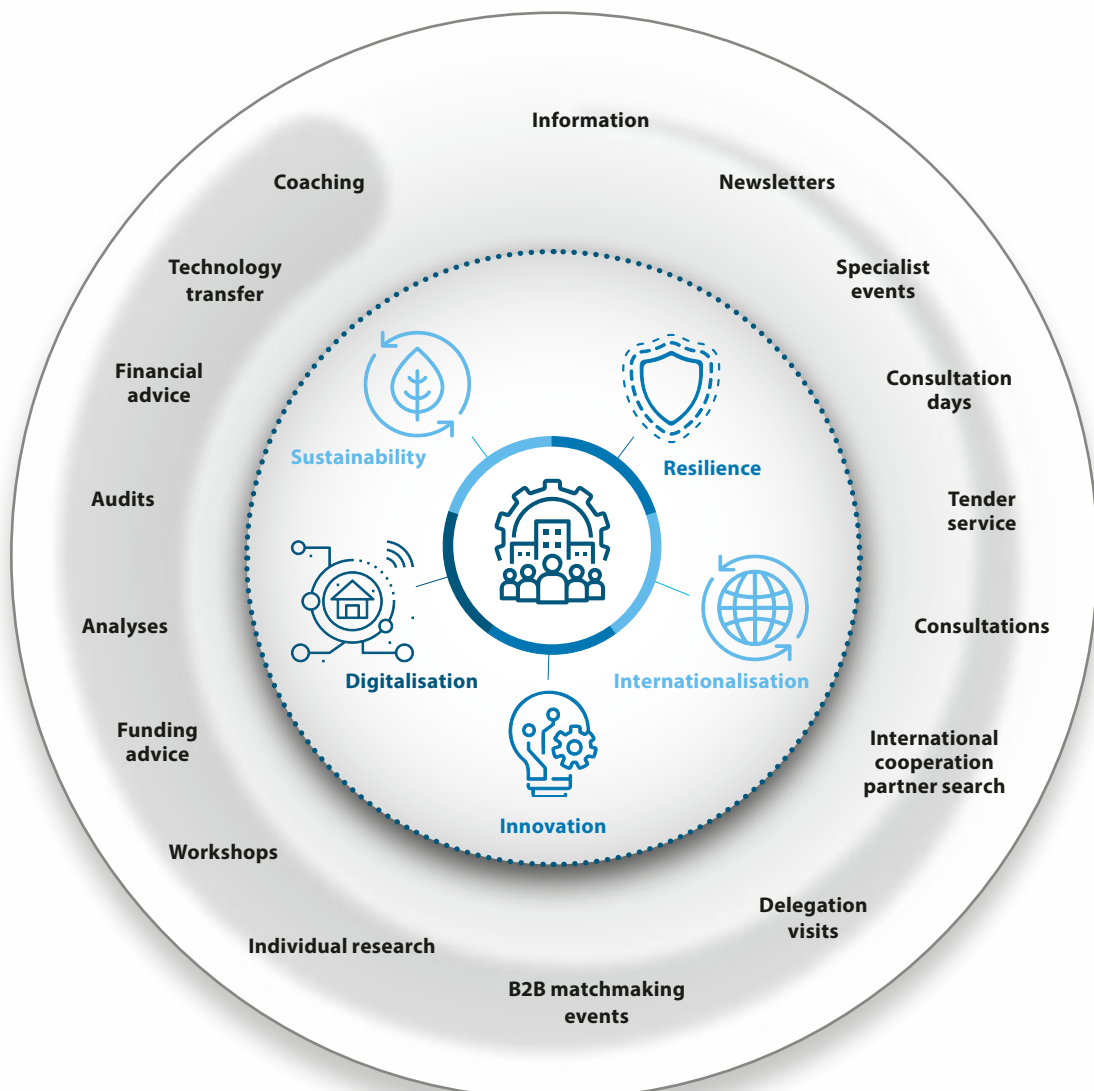 Information
Newsletters
Specialist
events
Consultation
days
Tender
service
Consultations
International
cooperation
partner search
Delegation
visits
B2B matchmaking
events
Individual research
Workshops
Funding
advice
Analyses
Audits
Financial
advice
Technology
transfer
Coaching
Sustainability
Resilience
Internationalisation
Innovation
Digitalisation